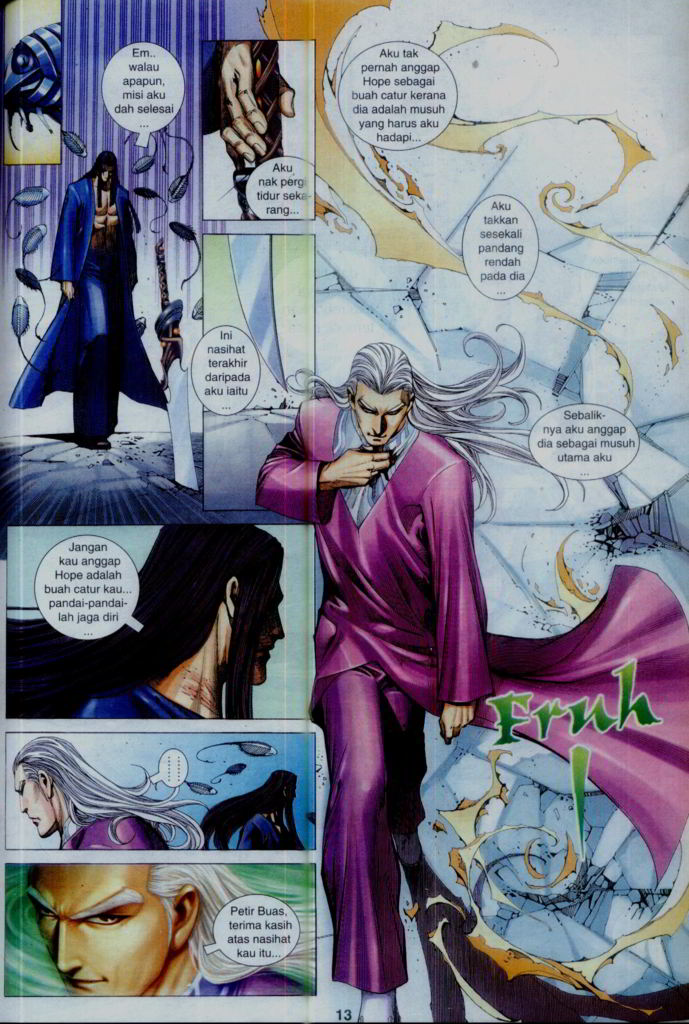 Em..
walau
apapun,
misi aku
dah selesai
...
Aku
nak pergi
tidur seka-
rang...
Ini
nasihat
terakhir
daripada
aku iaitu
...
Jangan
kau anggap
Hope adalah
buah catur kau...
pandai-pandai-
lah jaga diri
...
......
Petir Buas,
terima kasih
atas nasihat
kau itu...
Aku tak
pernah anggap
Hope sebagai
buah catur kerana
dia adalah musuh
yang harus aku
hadapi...
Aku
takkan
sesekali
pandang
rendah
pada dia
Sebalik-
nya aku anggap
dia sebagai musuh
utama aku
...
Fruh
!
13